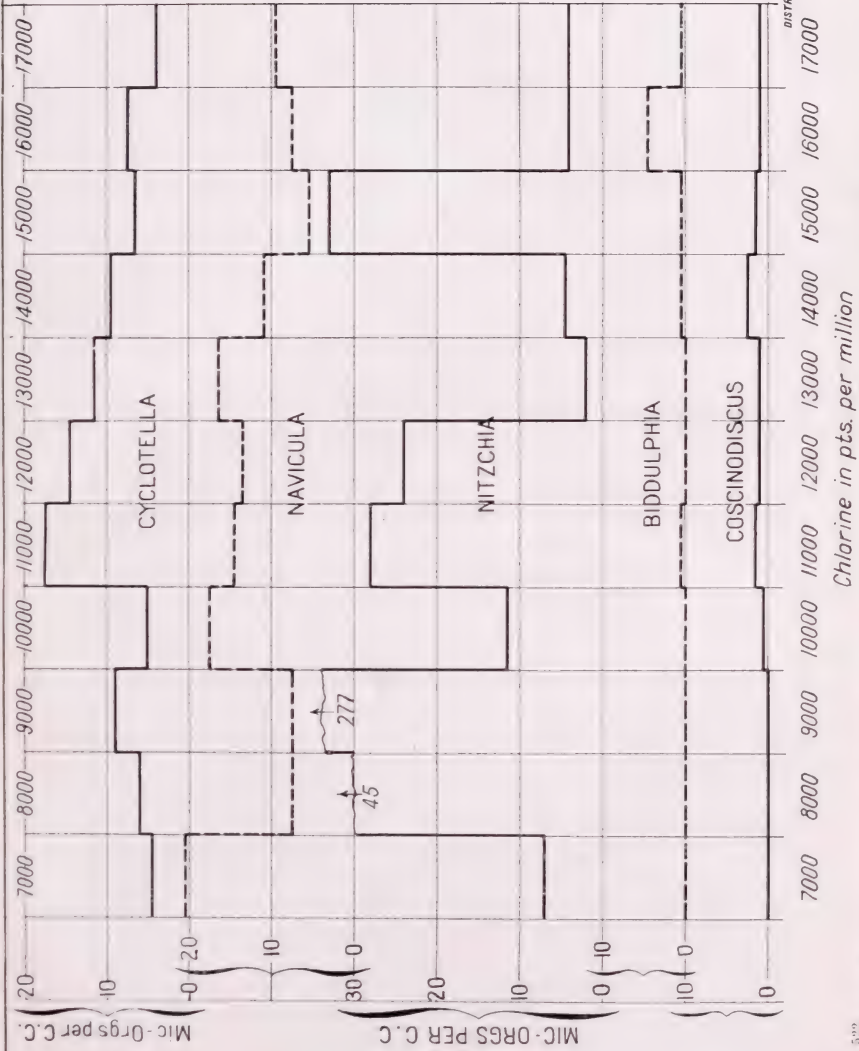 20 7000 8000 9000 10000 11000 12000 13000 14000 15000 16000 17000
10
0 20
10
30 0
20
10
0 10
10 0
0
Mic-Orgs per C.C.
MIC-ORGS PER C.C
CYCLOTELLA
NAVICULA
NITZCHIA
BIDDULPHIA
COSCINODISCUS
45
277
7000 8000 9000 10000 11000 12000 13000 14000 15000 16000 17000
Chlorine in pts. per million
DISTR